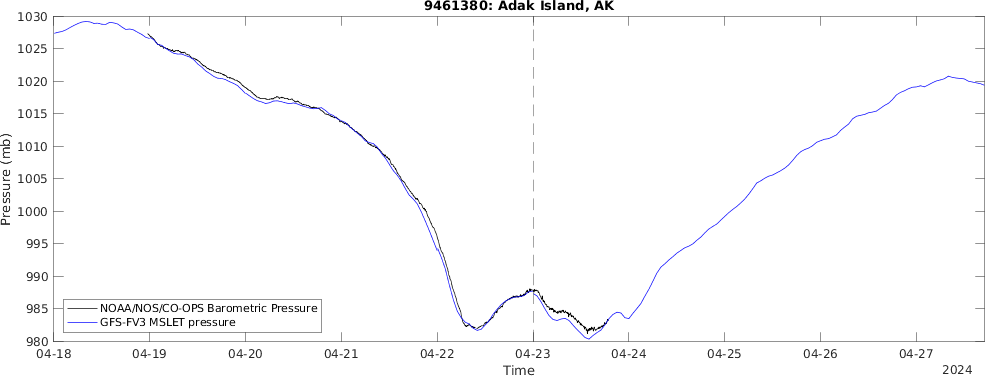 9461380: Adak Island, AK
Pressure (mb)
1030
1025
1020
1015
1010
1005
1000
995
990
985
980
NOAA/NOS/CO-OPS Barometric Pressure
GFS-FV3 MSLET pressure
04-18 04-19 04-20 04-21 04-22 04-23 04-24 04-25 04-26 04-27
Time
2024